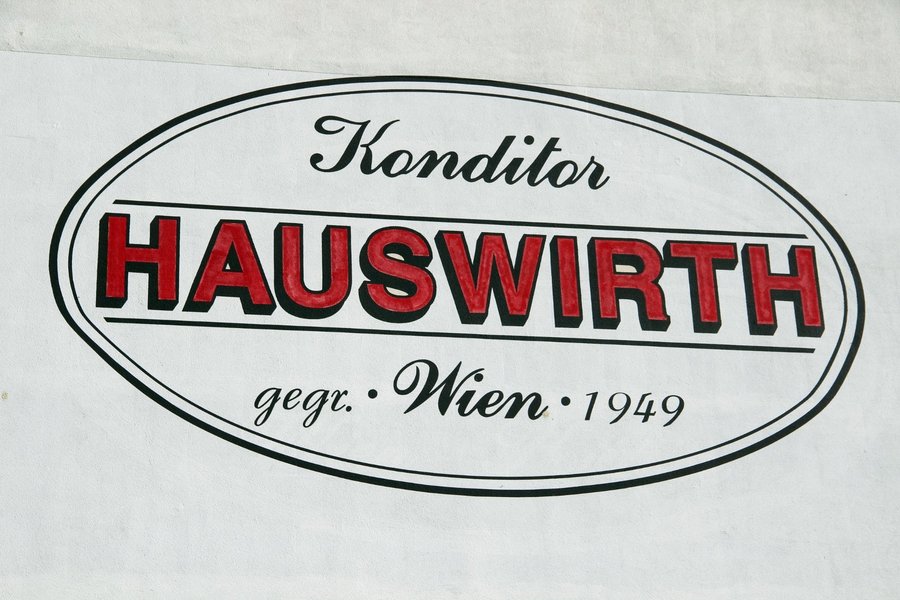 Konditor
HAUSWIRTH
gegr. · Wien · 1949